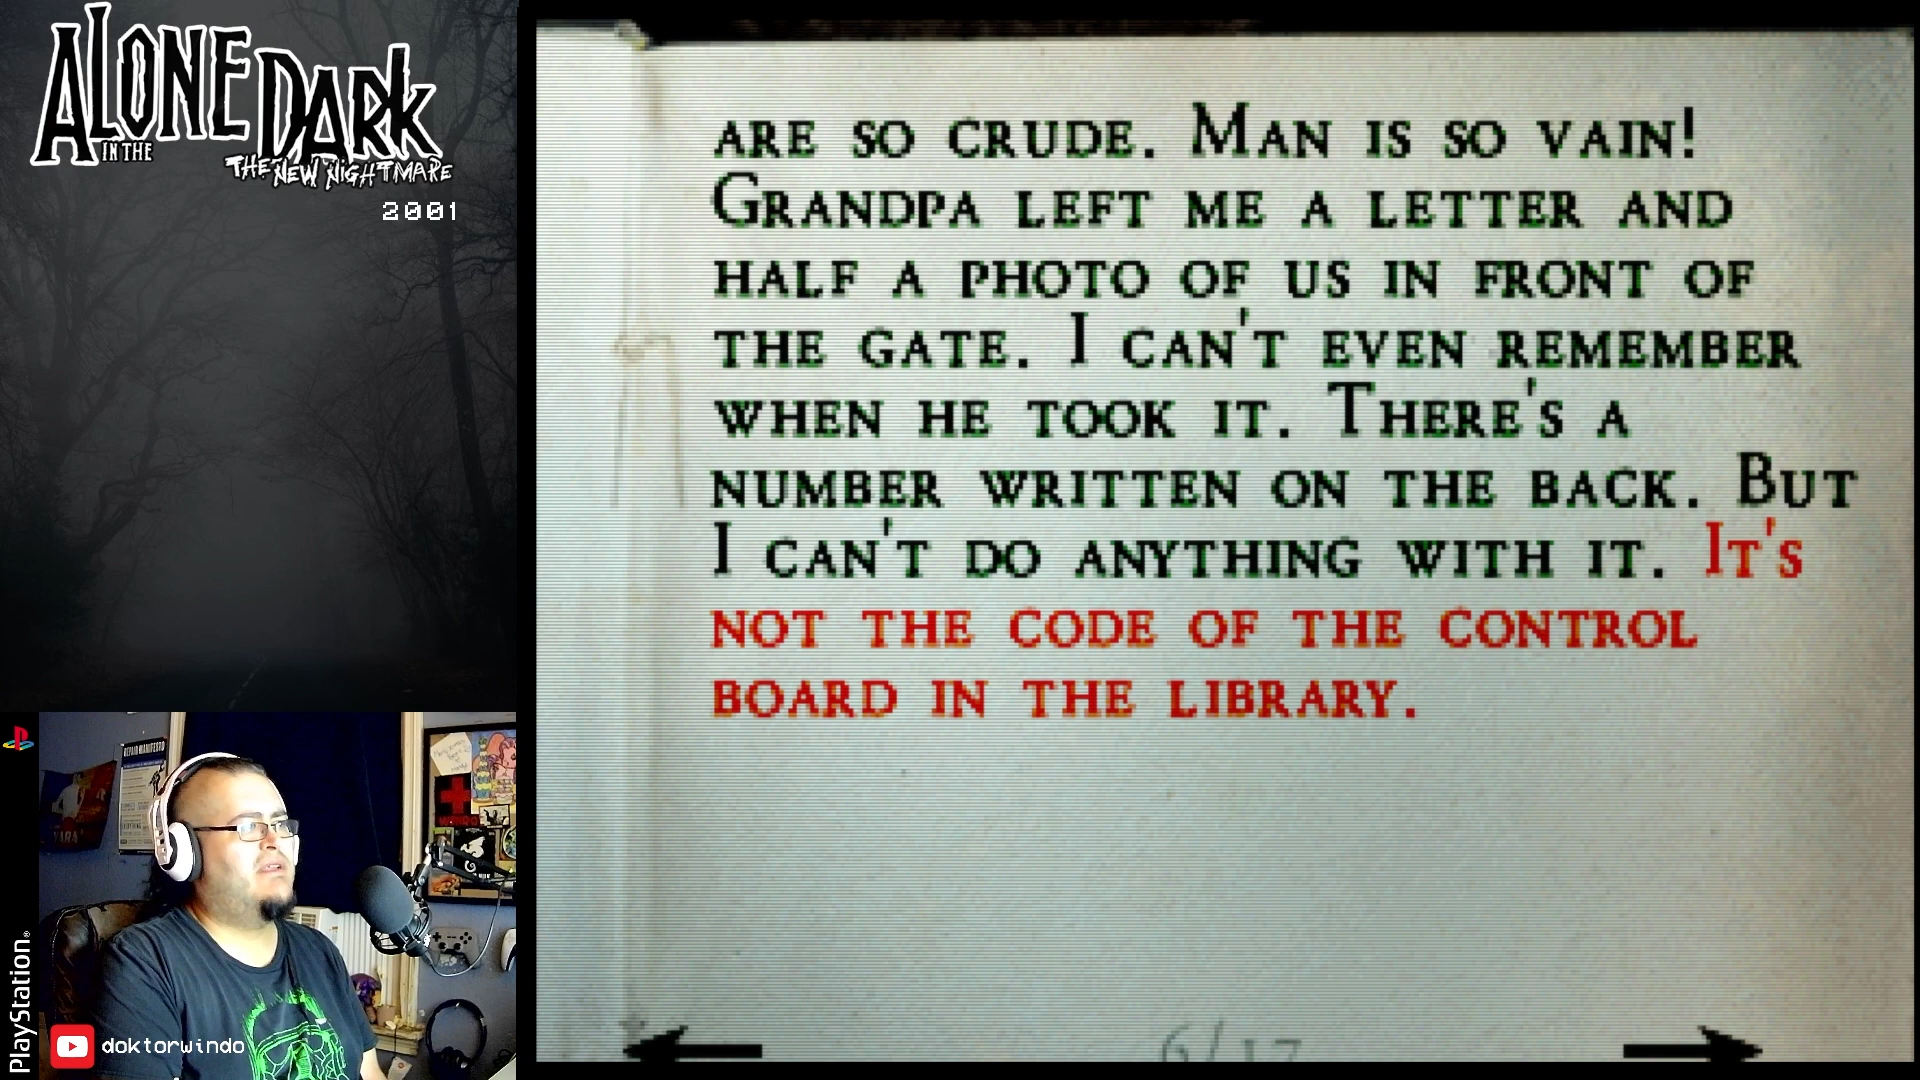 ALONE
IN THE
DARK
THE NEW NIGHTMARE
2001
ARE SO CRUDE. MAN IS SO VAIN!
GRANDPA LEFT ME A LETTER AND
HALF A PHOTO OF US IN FRONT OF
THE GATE. I CAN'T EVEN REMEMBER
WHEN HE TOOK IT. THERE'S A
NUMBER WRITTEN ON THE BACK. BUT
I CAN'T DO ANYTHING WITH IT. IT'S
NOT THE CODE OF THE CONTROL
BOARD IN THE LIBRARY.
6/17
REPAIR MANIFESTO
PlayStation®
doktorwindo